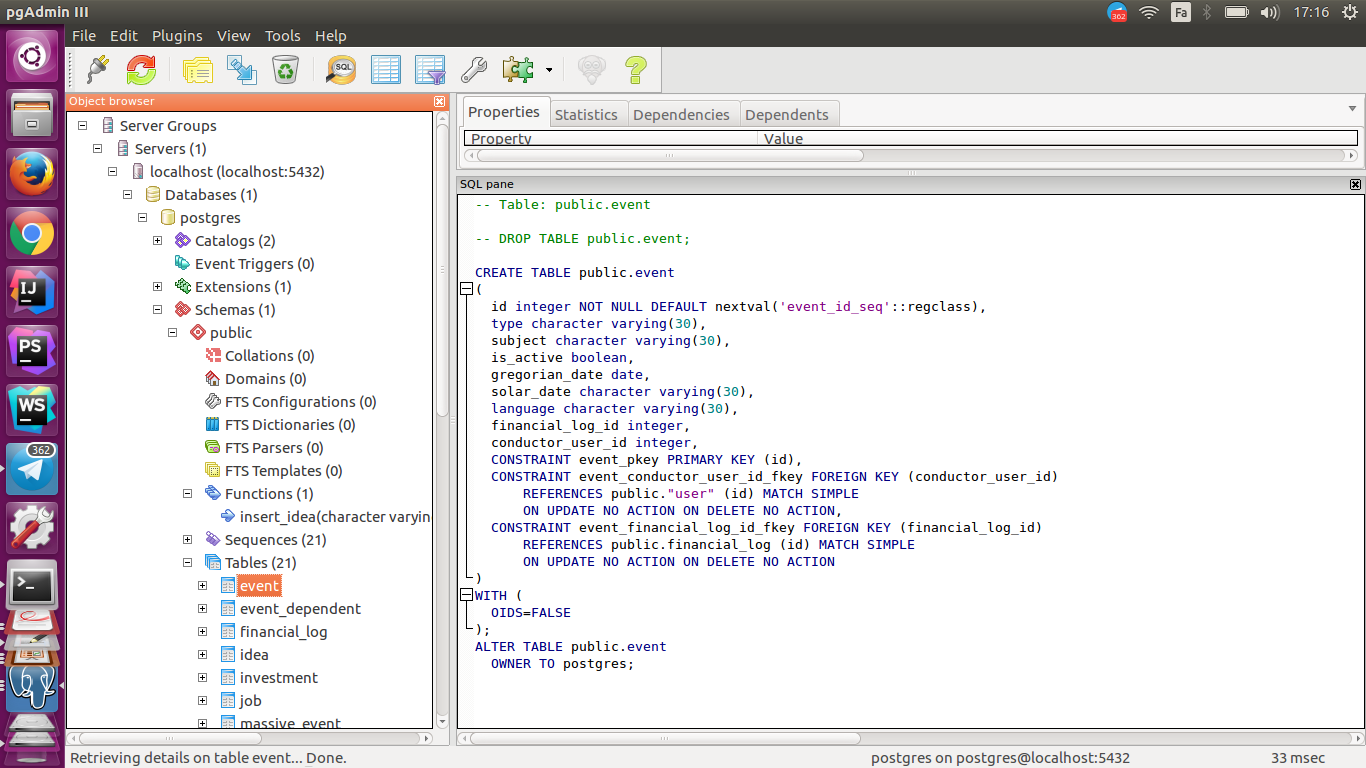 pgAdmin III
362
Fa
17:16
File Edit Plugins View Tools Help
SQL
Object browser
Server Groups
Servers (1)
localhost (localhost:5432)
Databases (1)
postgres
Catalogs (2)
Event Triggers (0)
Extensions (1)
Schemas (1)
public
Collations (0)
Domains (0)
FTS Configurations (0)
FTS Dictionaries (0)
FTS Parsers (0)
FTS Templates (0)
Functions (1)
insert_idea(character varyin
Sequences (21)
Tables (21)
event
event_dependent
financial_log
idea
investment
job
massive_event
IJ
PS
WS
362
Properties Statistics Dependencies Dependents
Property Value
SQL pane
-- Table: public.event
-- DROP TABLE public.event;
CREATE TABLE public.event
(
id integer NOT NULL DEFAULT nextval('event_id_seq'::regclass),
type character varying(30),
subject character varying(30),
is_active boolean,
gregorian_date date,
solar_date character varying(30),
language character varying(30),
financial_log_id integer,
conductor_user_id integer,
CONSTRAINT event_pkey PRIMARY KEY (id),
CONSTRAINT event_conductor_user_id_fkey FOREIGN KEY (conductor_user_id)
REFERENCES public."user" (id) MATCH SIMPLE
ON UPDATE NO ACTION ON DELETE NO ACTION,
CONSTRAINT event_financial_log_id_fkey FOREIGN KEY (financial_log_id)
REFERENCES public.financial_log (id) MATCH SIMPLE
ON UPDATE NO ACTION ON DELETE NO ACTION
)
WITH (
OIDS=FALSE
);
ALTER TABLE public.event
OWNER TO postgres;
Retrieving details on table event... Done.
postgres on postgres@localhost:5432
33 msec